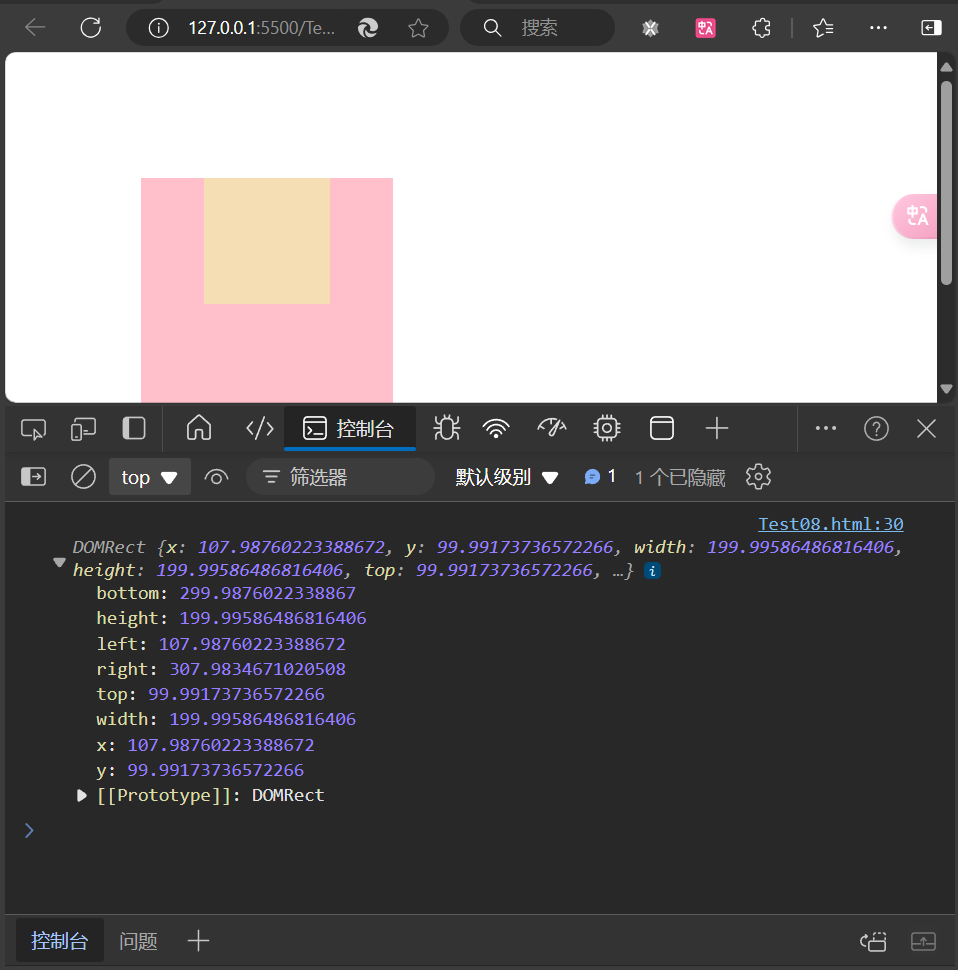 127.0.0.1:5500/Te...
搜索
控制台
top
筛选器
默认级别
1
1 个已隐藏
Test08.html:30
DOMRect {x: 107.98760223388672, y: 99.99173736572266, width: 199.99586486816406,
height: 199.99586486816406, top: 99.99173736572266, …}
bottom: 299.9876022338867
height: 199.99586486816406
left: 107.98760223388672
right: 307.9834671020508
top: 99.99173736572266
width: 199.99586486816406
x: 107.98760223388672
y: 99.99173736572266
[[Prototype]]: DOMRect
控制台
问题